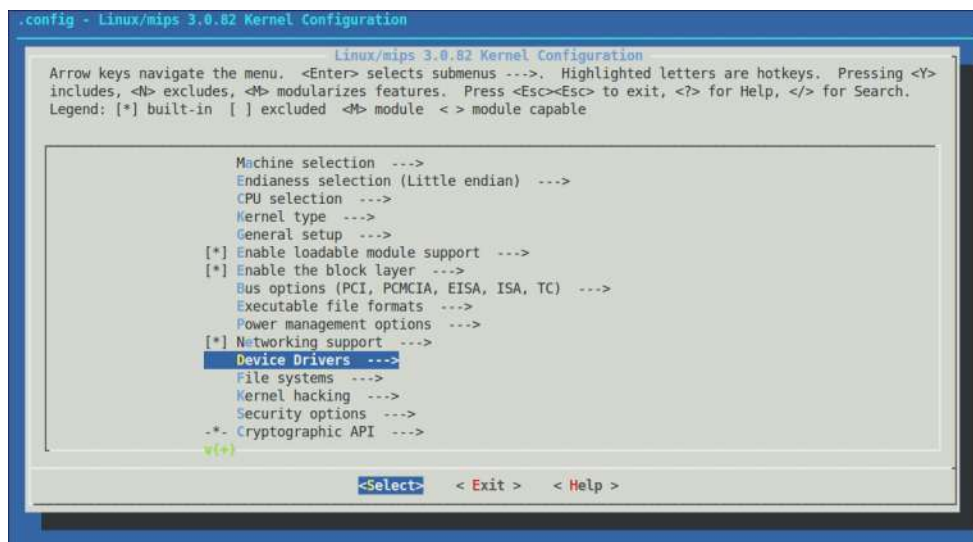 .config - Linux/mips 3.0.82 Kernel Configuration
Linux/mips 3.0.82 Kernel Configuration
Arrow keys navigate the menu.  <Enter> selects submenus --->.  Highlighted letters are hotkeys.  Pressing <Y>
includes, <N> excludes, <M> modularizes features.  Press <Esc><Esc> to exit, <?> for Help, </> for Search.
Legend: [*] built-in  [ ] excluded  <M> module  < > module capable
Machine selection  --->
Endianess selection (Little endian)  --->
CPU selection  --->
Kernel type  --->
General setup  --->
[*] Enable loadable module support  --->
[*] Enable the block layer  --->
Bus options (PCI, PCMCIA, EISA, ISA, TC)  --->
Executable file formats  --->
Power management options  --->
[*] Networking support  --->
Device Drivers  --->
File systems  --->
Kernel hacking  --->
Security options  --->
-*- Cryptographic API  --->
v(+)
<Select>    < Exit >    < Help >